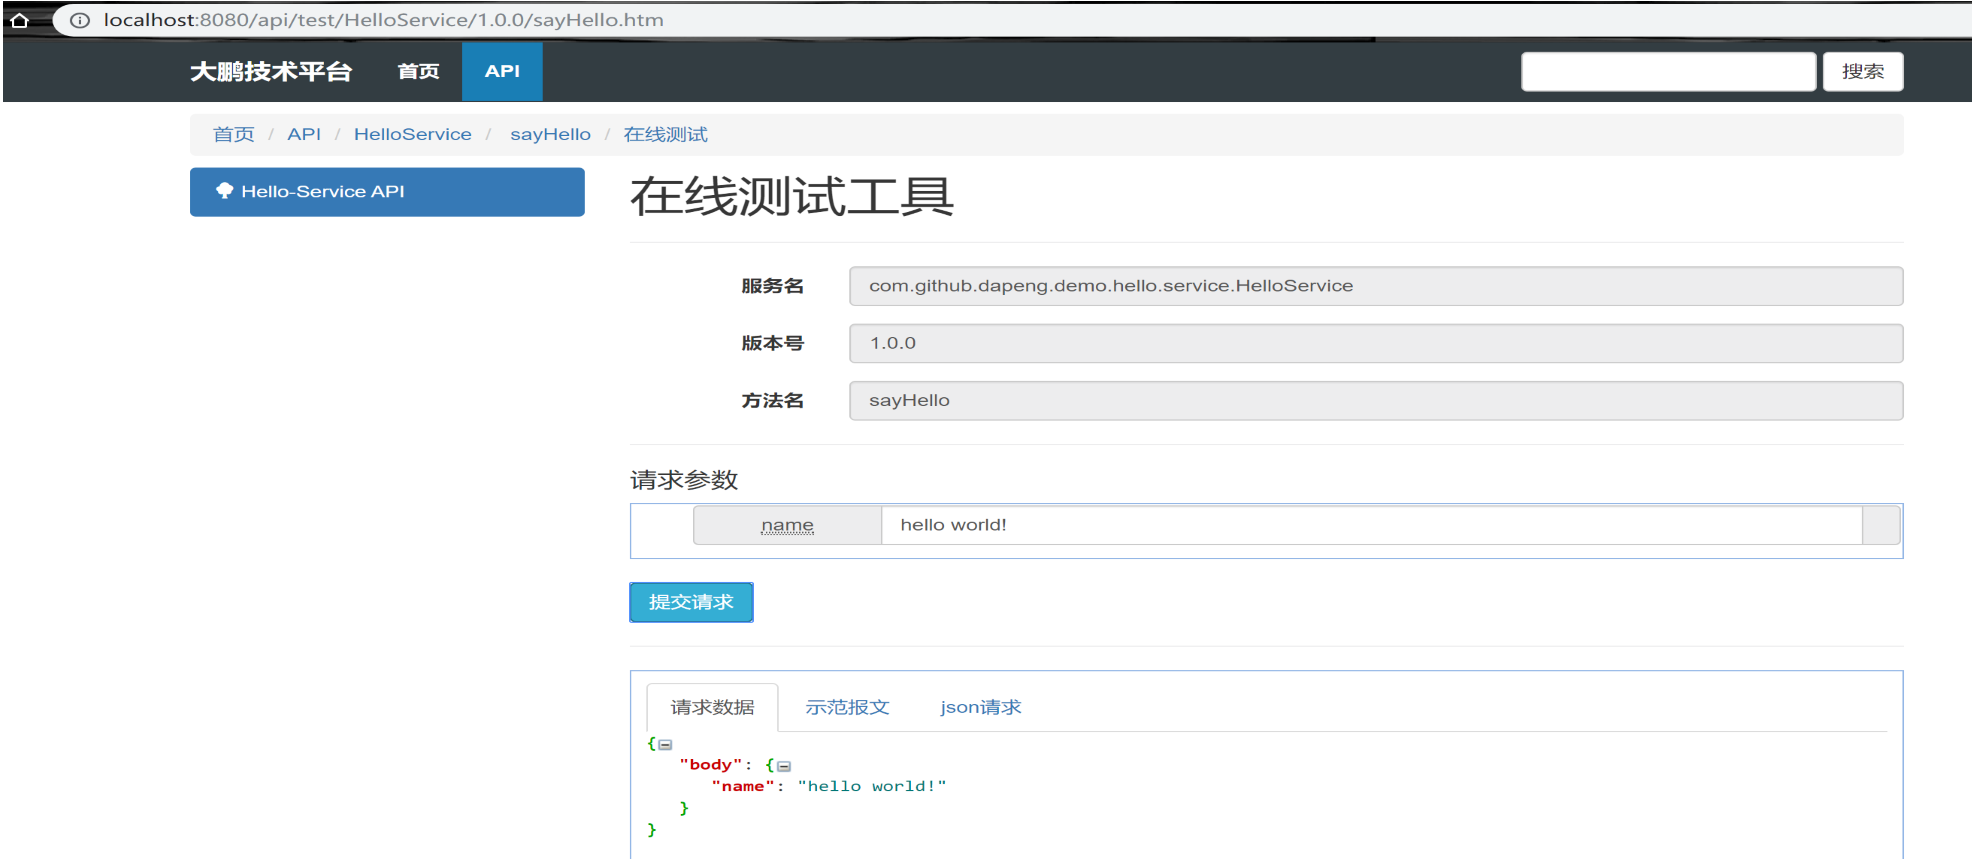 localhost:8080/api/test/HelloService/1.0.0/sayHello.htm
大鹏技术平台 首页 API 搜索
首页 / API / HelloService / sayHello / 在线测试
Hello-Service API
在线测试工具
服务名 com.github.dapeng.demo.hello.service.HelloService
版本号 1.0.0
方法名 sayHello
请求参数
name hello world!
提交请求
请求数据 示范报文 json请求
{
"body": {
"name": "hello world!"
}
}